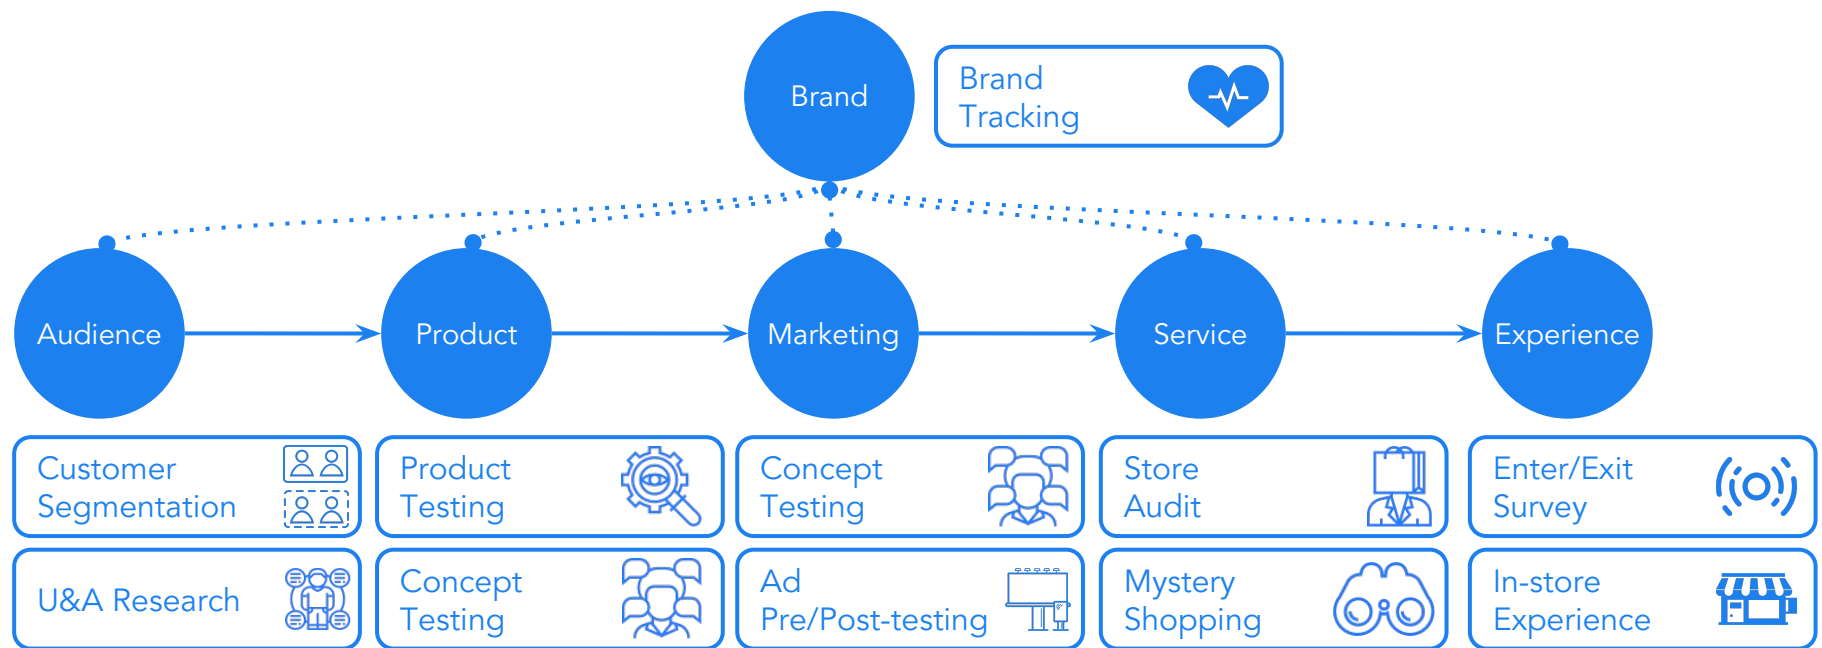 Brand
Brand
Tracking
Audience
Product
Marketing
Service
Experience
Customer
Segmentation
Product
Testing
Concept
Testing
Store
Audit
Enter/Exit
Survey
U&A Research
Concept
Testing
Ad
Pre/Post-testing
Mystery
Shopping
In-store
Experience